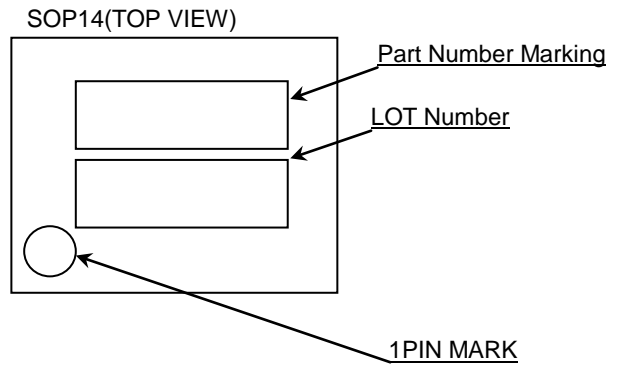 SOP14(TOP VIEW)
Part Number Marking
LOT Number
1PIN MARK